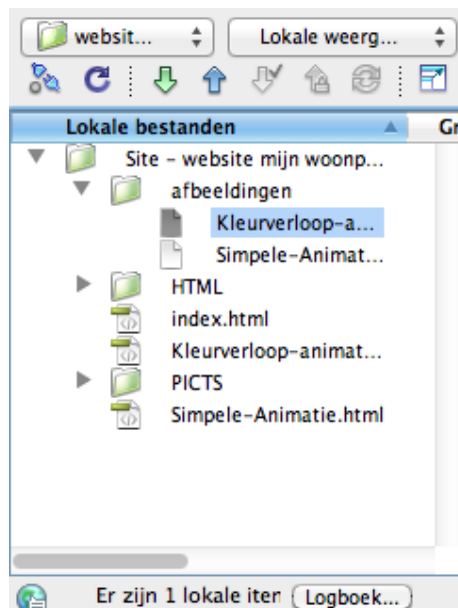 websit... Lokale weerg...
Lokale bestanden Gr
Site – website mijn woonp...
afbeeldingen
Kleurverloop-a...
Simpele-Animat...
HTML
index.html
Kleurverloop-animat...
PICTS
Simpele-Animatie.html
Er zijn 1 lokale iter Logboek...